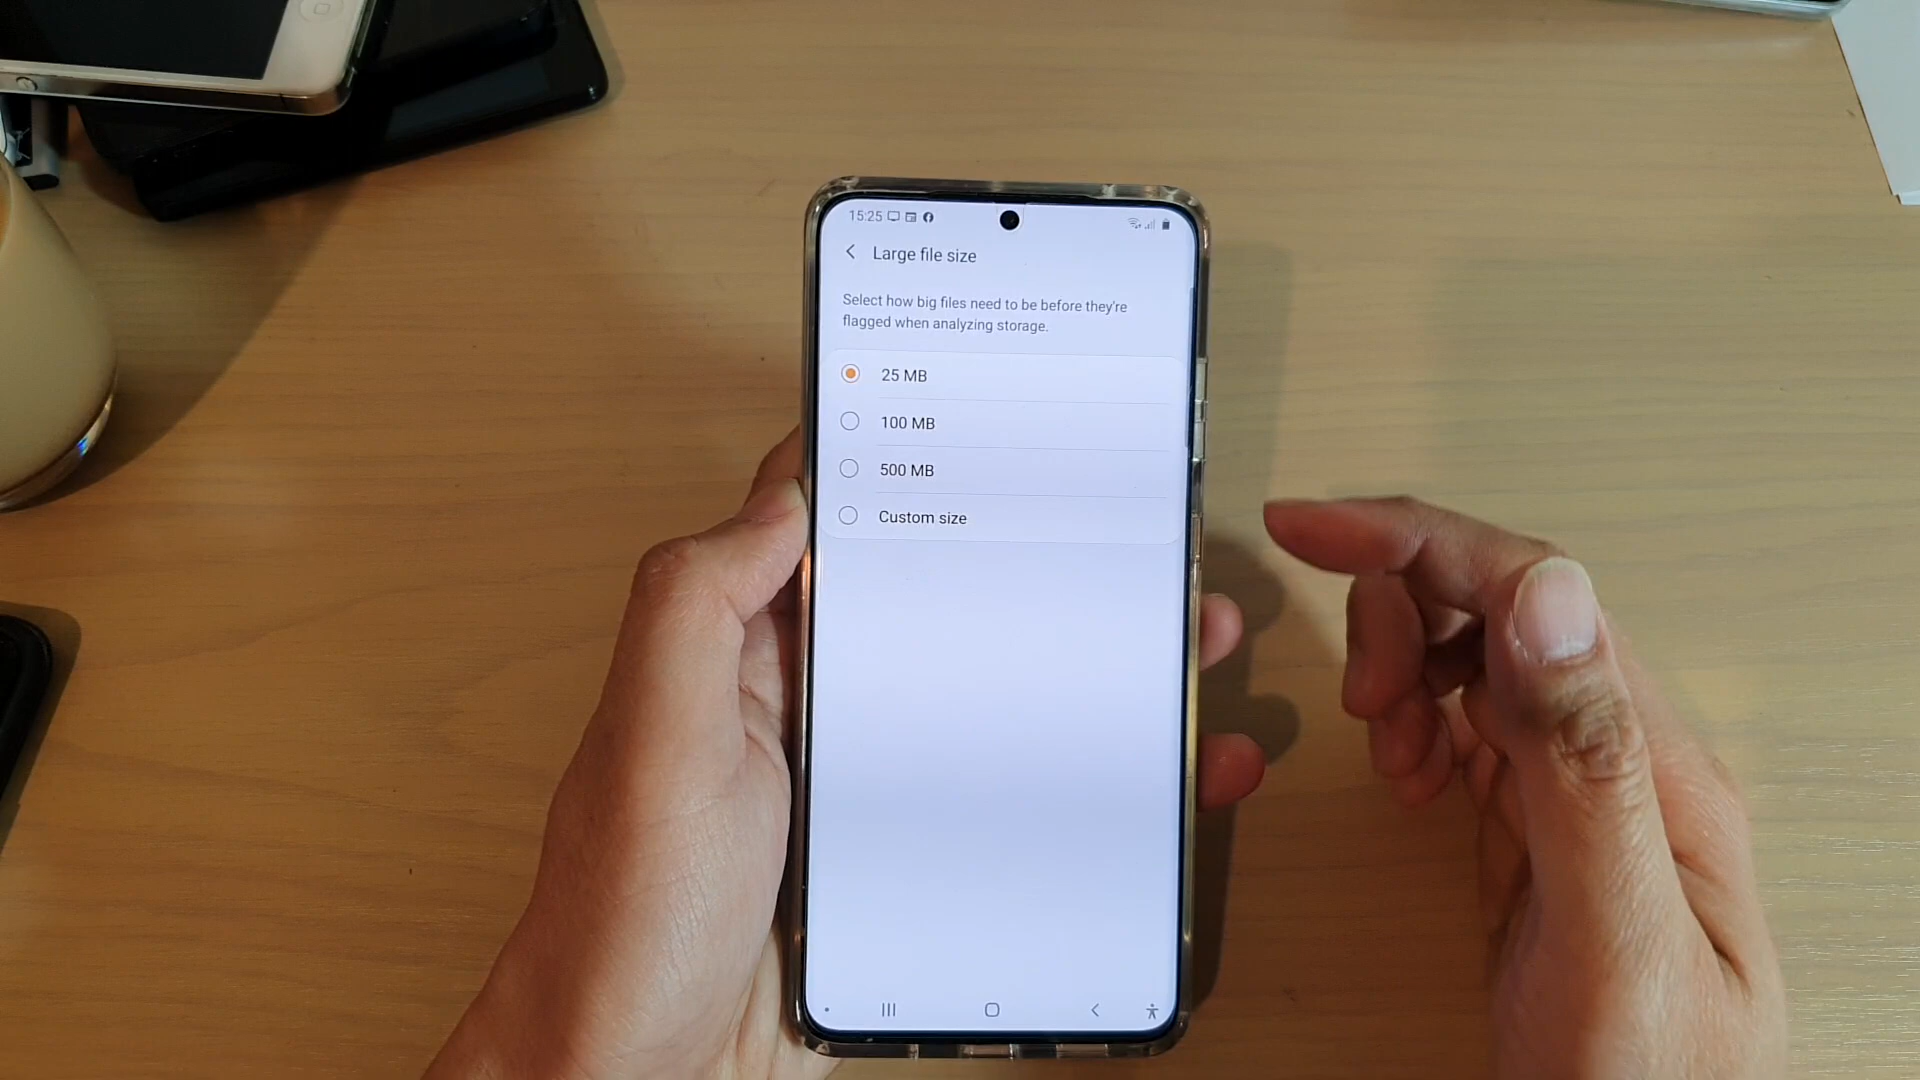 15:25
Large file size
Select how big files need to be before they're
flagged when analyzing storage.
25 MB
100 MB
500 MB
Custom size